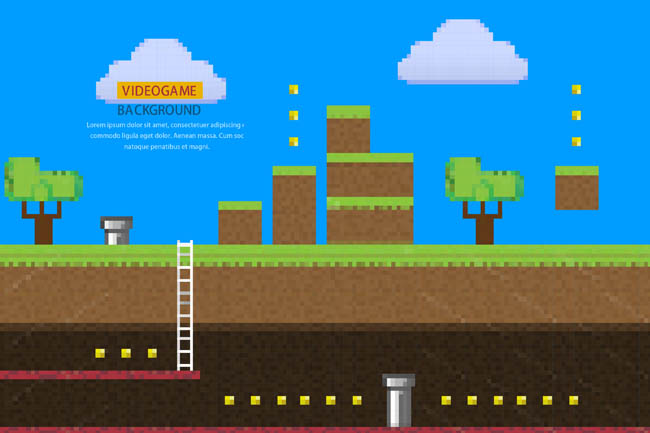 VIDEOGAME
BACKGROUND
Lorem ipsum dolor sit amet, consectetuer adipiscing
commodo ligula eget dolor. Aenean massa. Cum soc
natoque penatibus et magni.